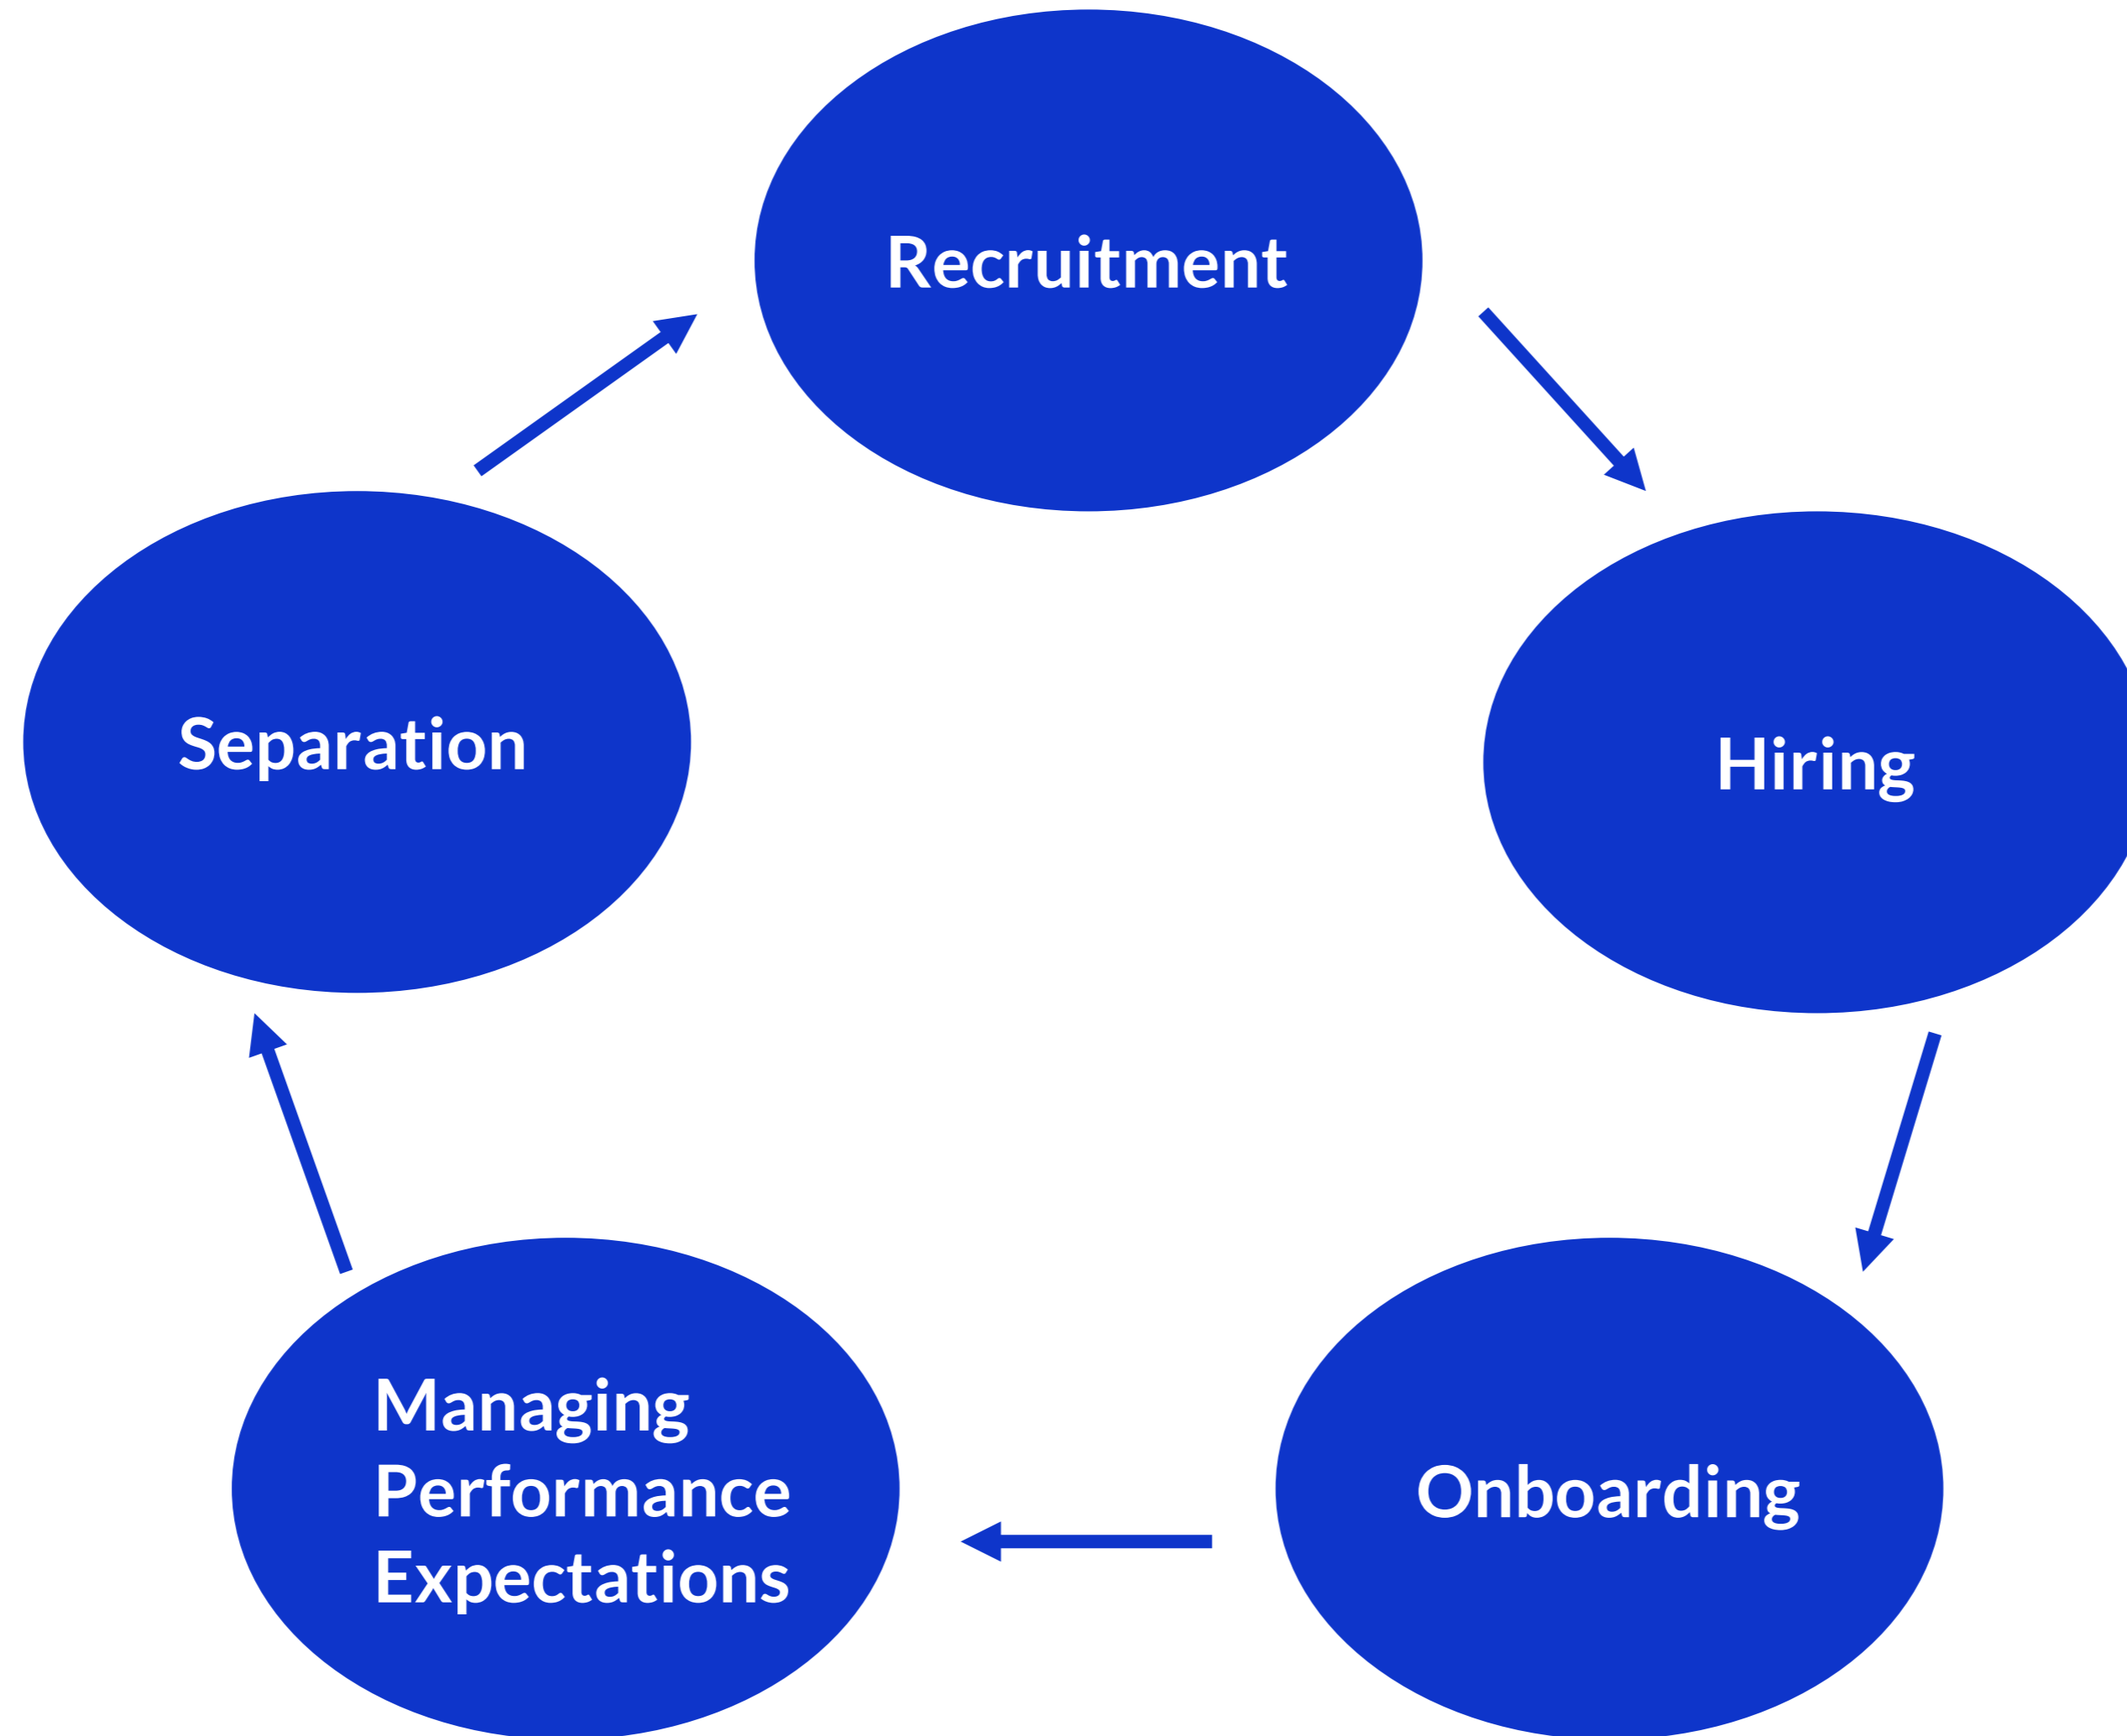 Recruitment
Separation
Hiring
Managing
Performance
Expectations
Onboarding